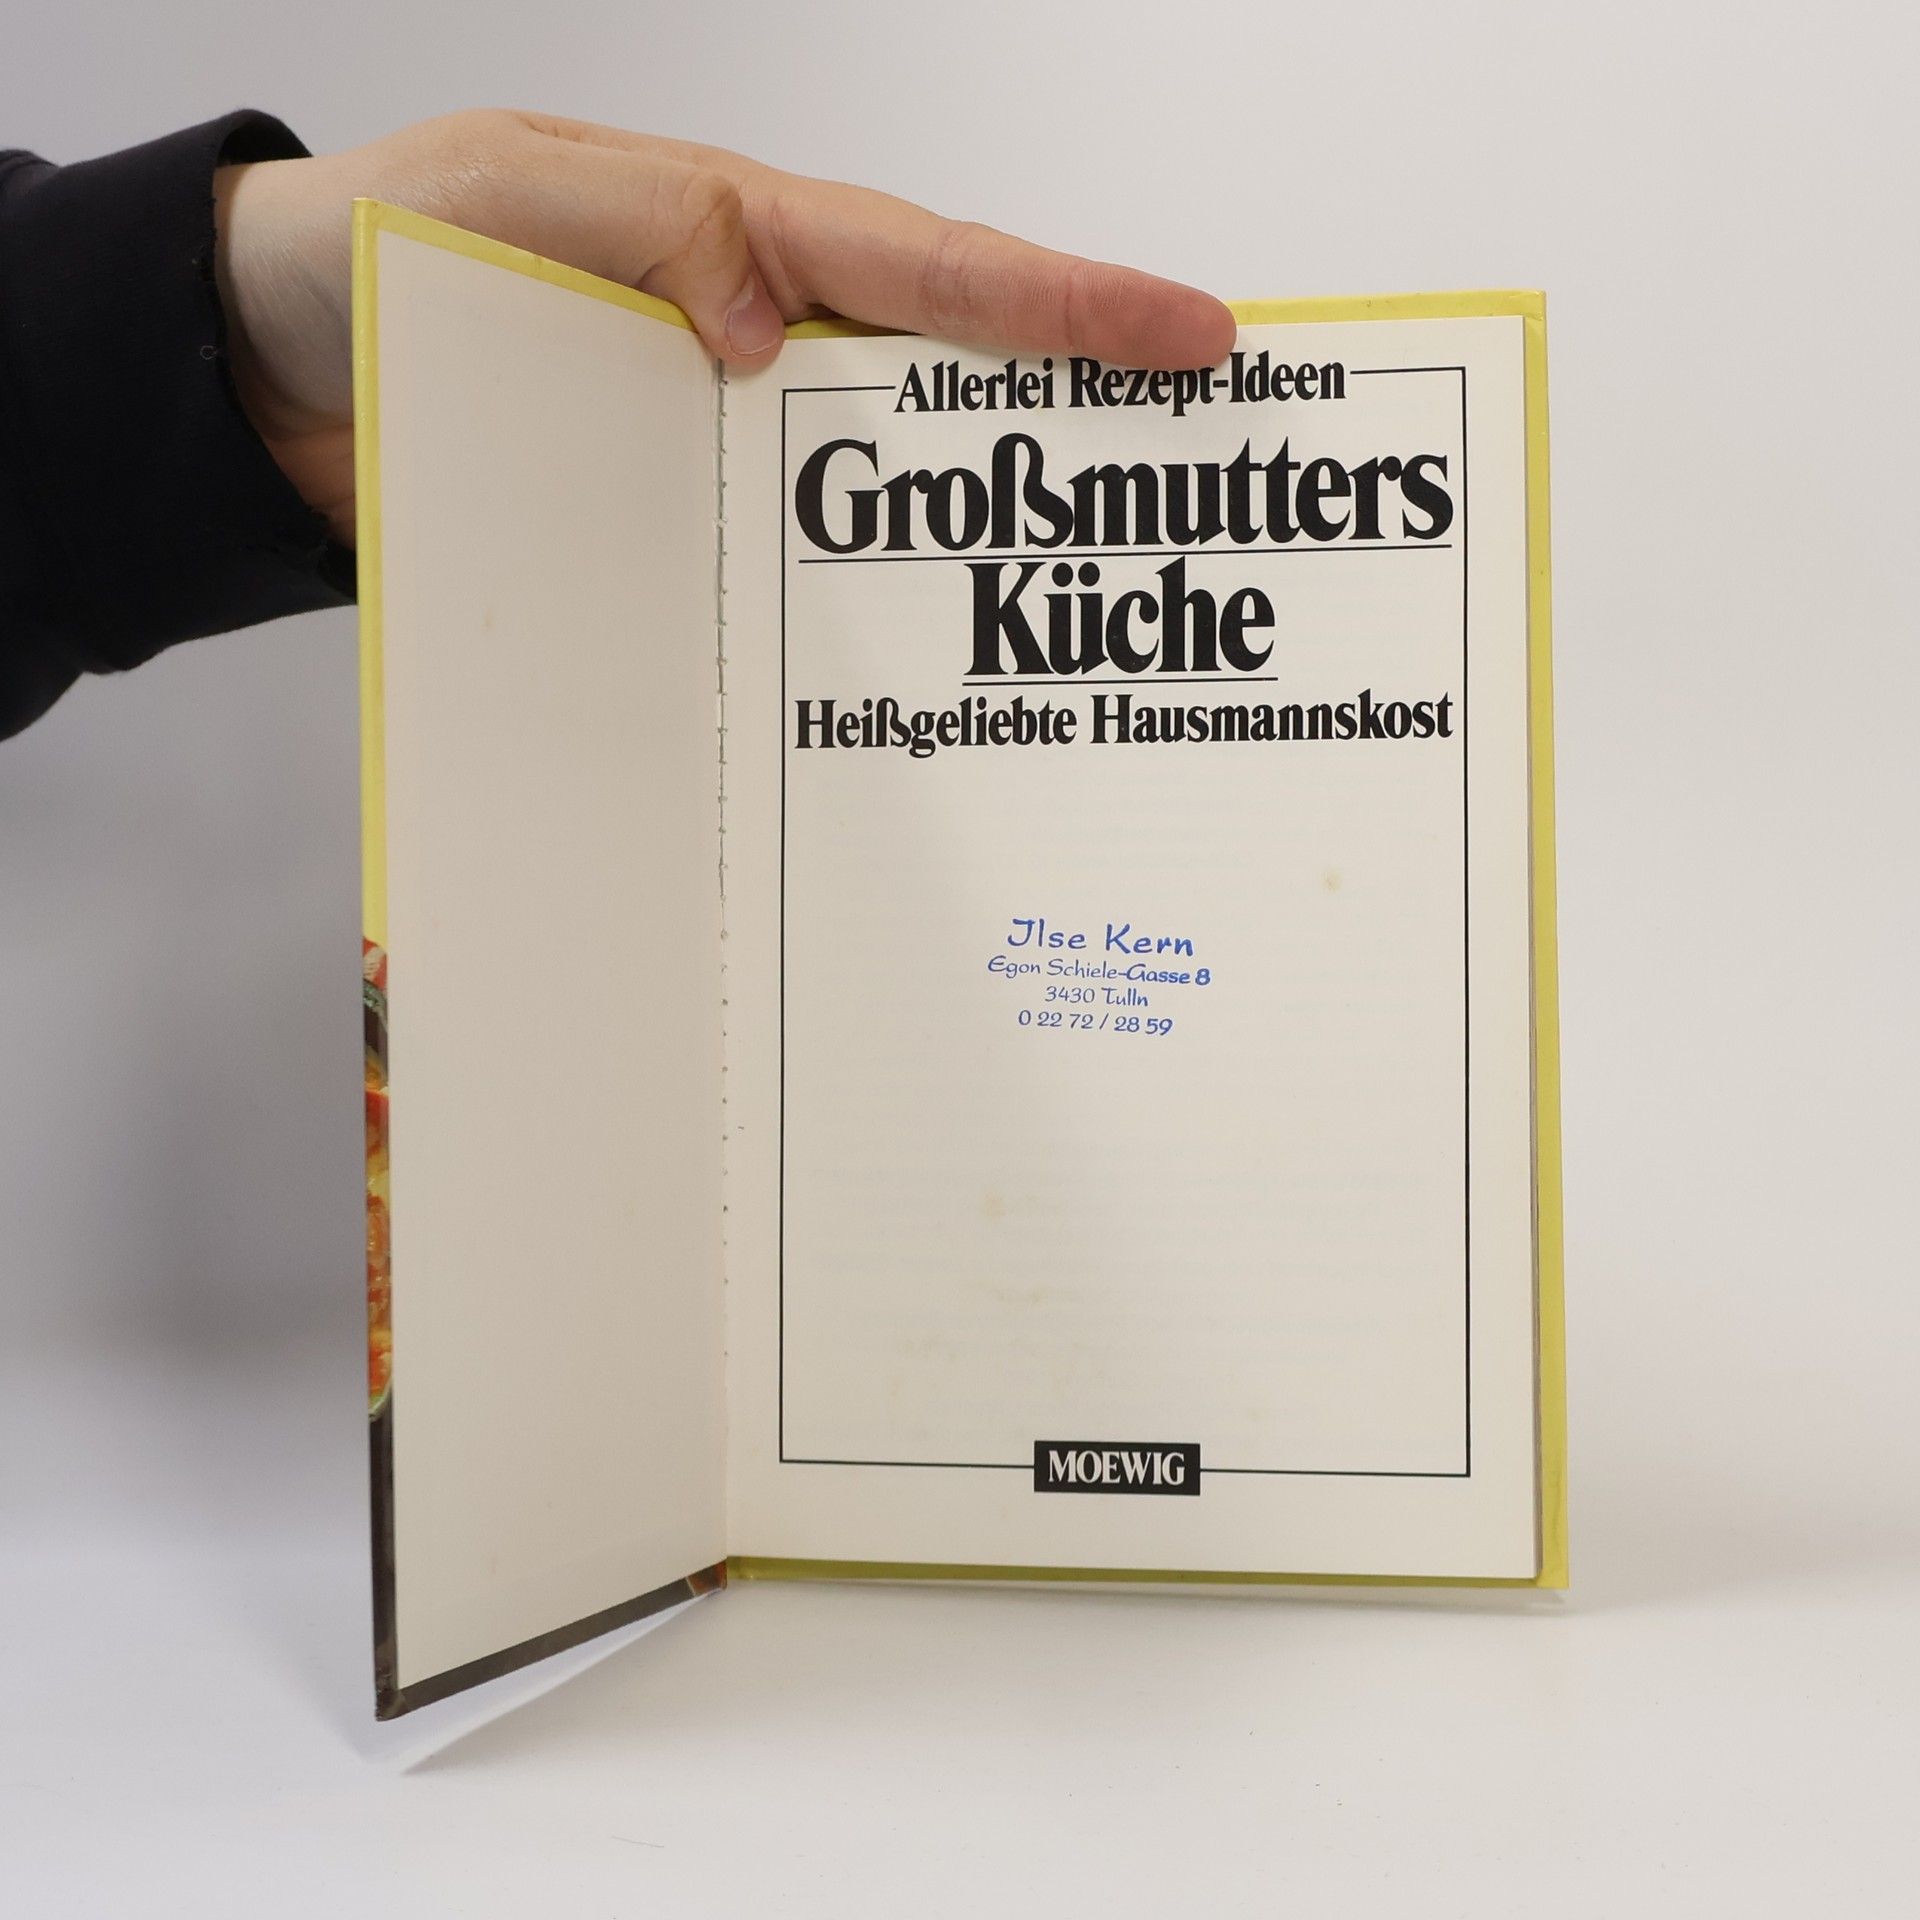 Allerlei Rezept-Ideen
Großmutters
Küche
Heißgeliebte Hausmannskost
Ilse Kern
Egon Schiele-Gasse 8
3430 Tulln
0 22 72 / 28 59
MOEWIG